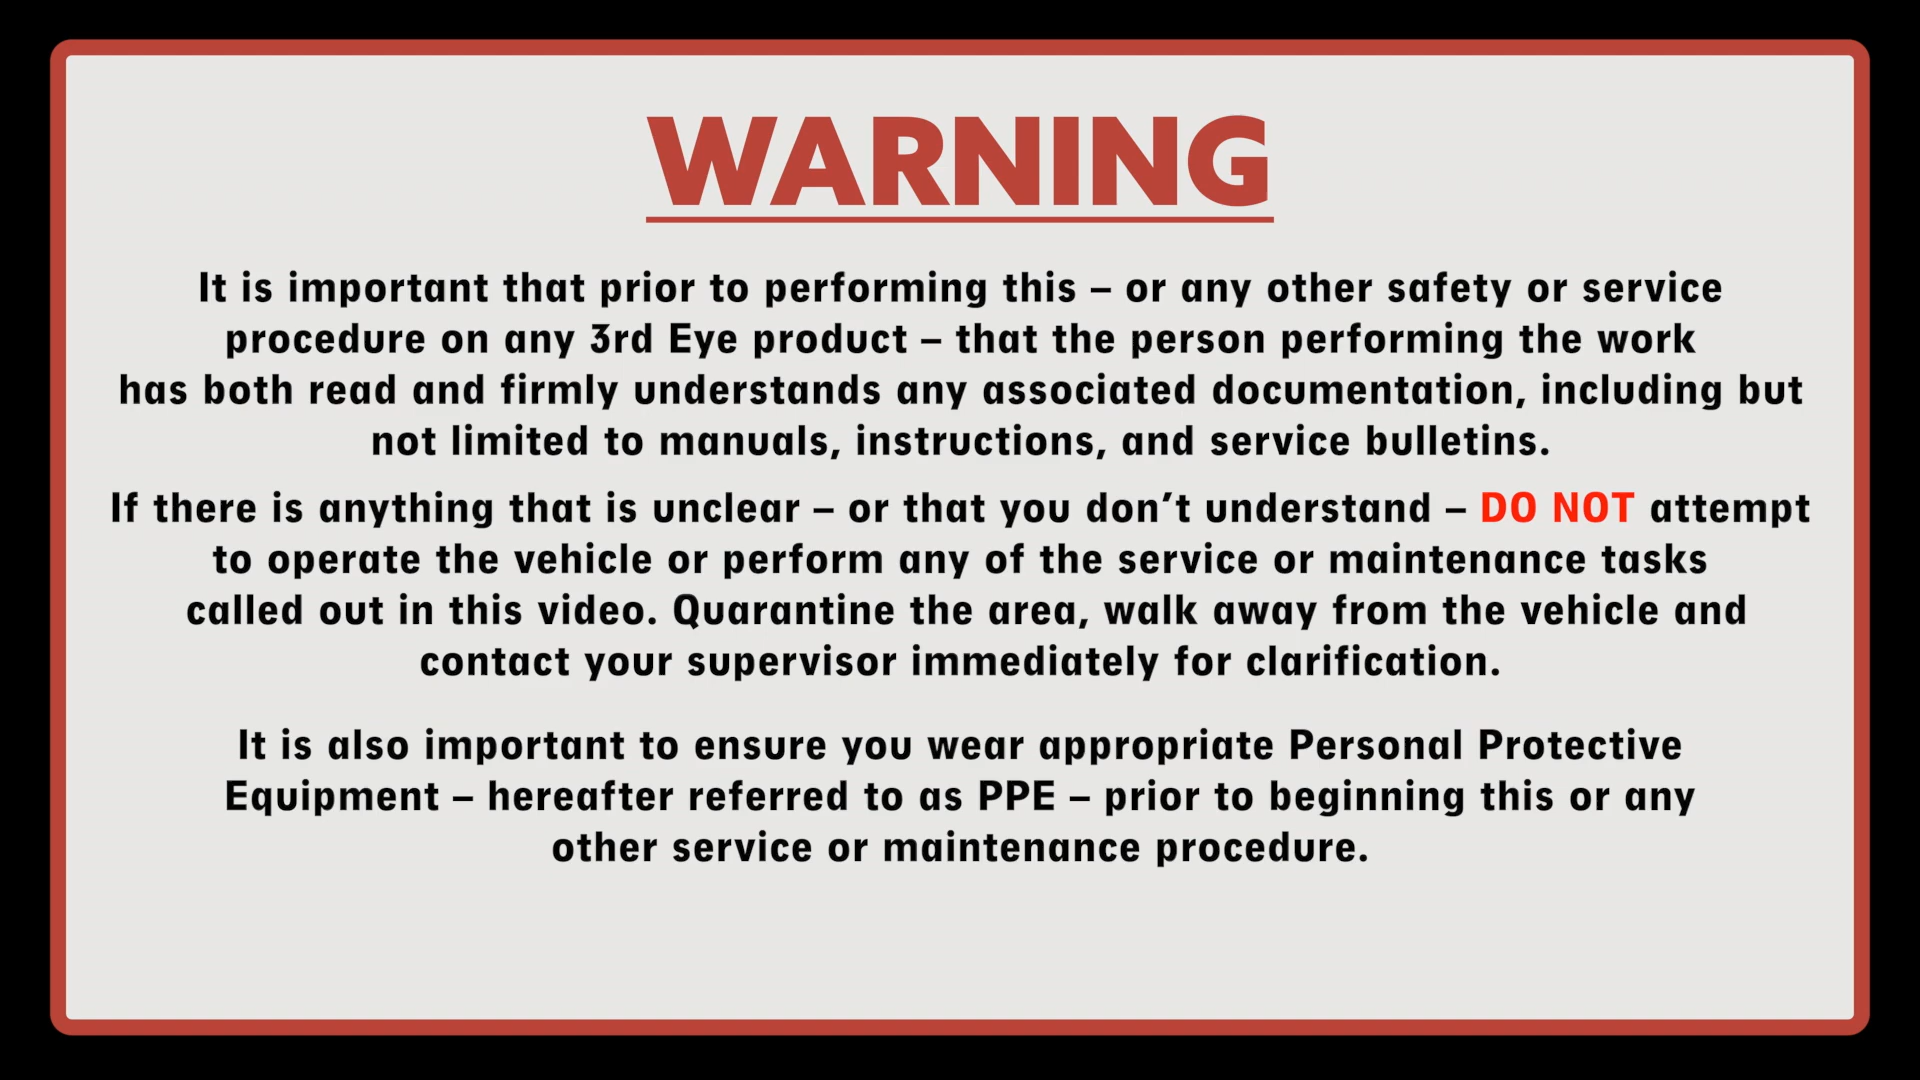 WARNING
It is important that prior to performing this – or any other safety or service
procedure on any 3rd Eye product – that the person performing the work
has both read and firmly understands any associated documentation, including but
not limited to manuals, instructions, and service bulletins.
If there is anything that is unclear – or that you don’t understand – DO NOT attempt
to operate the vehicle or perform any of the service or maintenance tasks
called out in this video. Quarantine the area, walk away from the vehicle and
contact your supervisor immediately for clarification.
It is also important to ensure you wear appropriate Personal Protective
Equipment – hereafter referred to as PPE – prior to beginning this or any
other service or maintenance procedure.